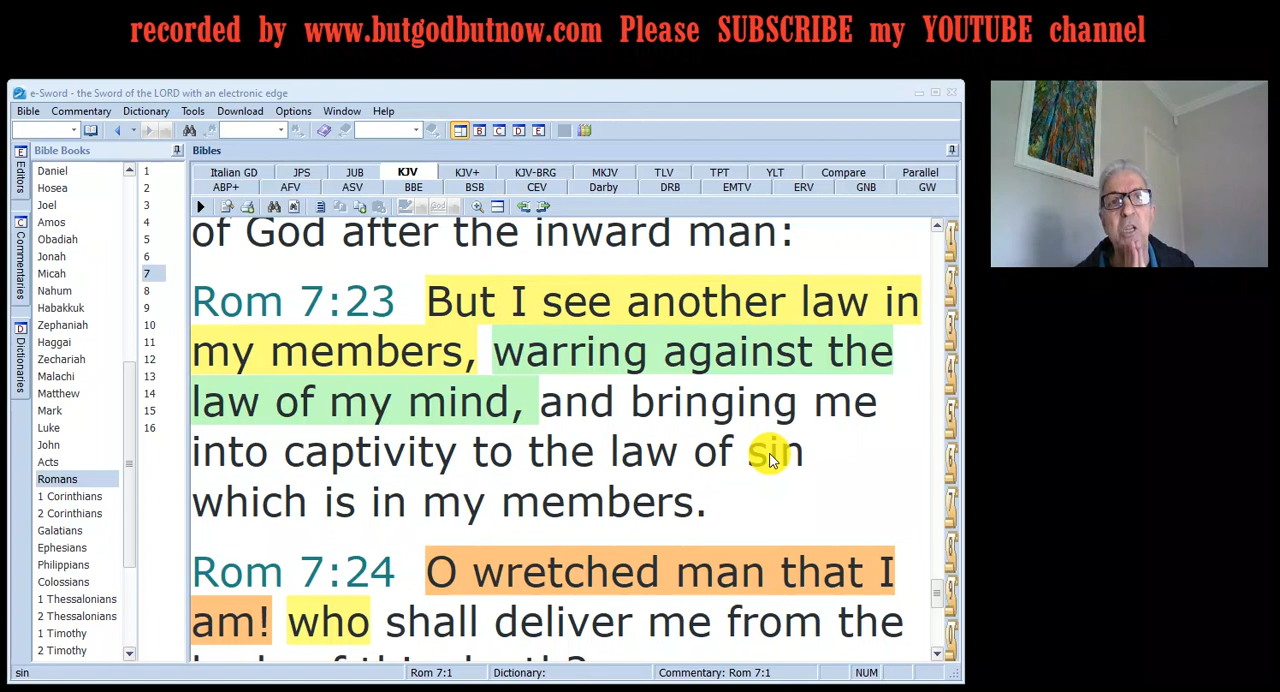 recorded by www.butgodbutnow.com Please SUBSCRIBE my YOUTUBE channel
e-Sword - the Sword of the LORD with an electronic edge
Bible Commentary Dictionary Tools Download Options Window Help
B C D E
Bible Books
Bibles
E Editors
C Commentaries
D Dictionaries
Daniel
Hosea
Joel
Amos
Obadiah
Jonah
Micah
Nahum
Habakkuk
Zephaniah
Haggai
Zechariah
Malachi
Matthew
Mark
Luke
John
Acts
Romans
1 Corinthians
2 Corinthians
Galatians
Ephesians
Philippians
Colossians
1 Thessalonians
2 Thessalonians
1 Timothy
2 Timothy
1
2
3
4
5
6
7
8
9
10
11
12
13
14
15
16
Italian GD JPS JUB KJV KJV+ KJV-BRG MKJV TLV TPT YLT Compare Parallel
ABP+ AFV ASV BBE BSB CEV Darby DRB EMTV ERV GNB GW
of God after the inward man:
Rom 7:23 But I see another law in
my members, warring against the
law of my mind, and bringing me
into captivity to the law of sin
which is in my members.
Rom 7:24 O wretched man that I
am! who shall deliver me from the
sin Rom 7:1 Dictionary: Commentary: Rom 7:1 NUM